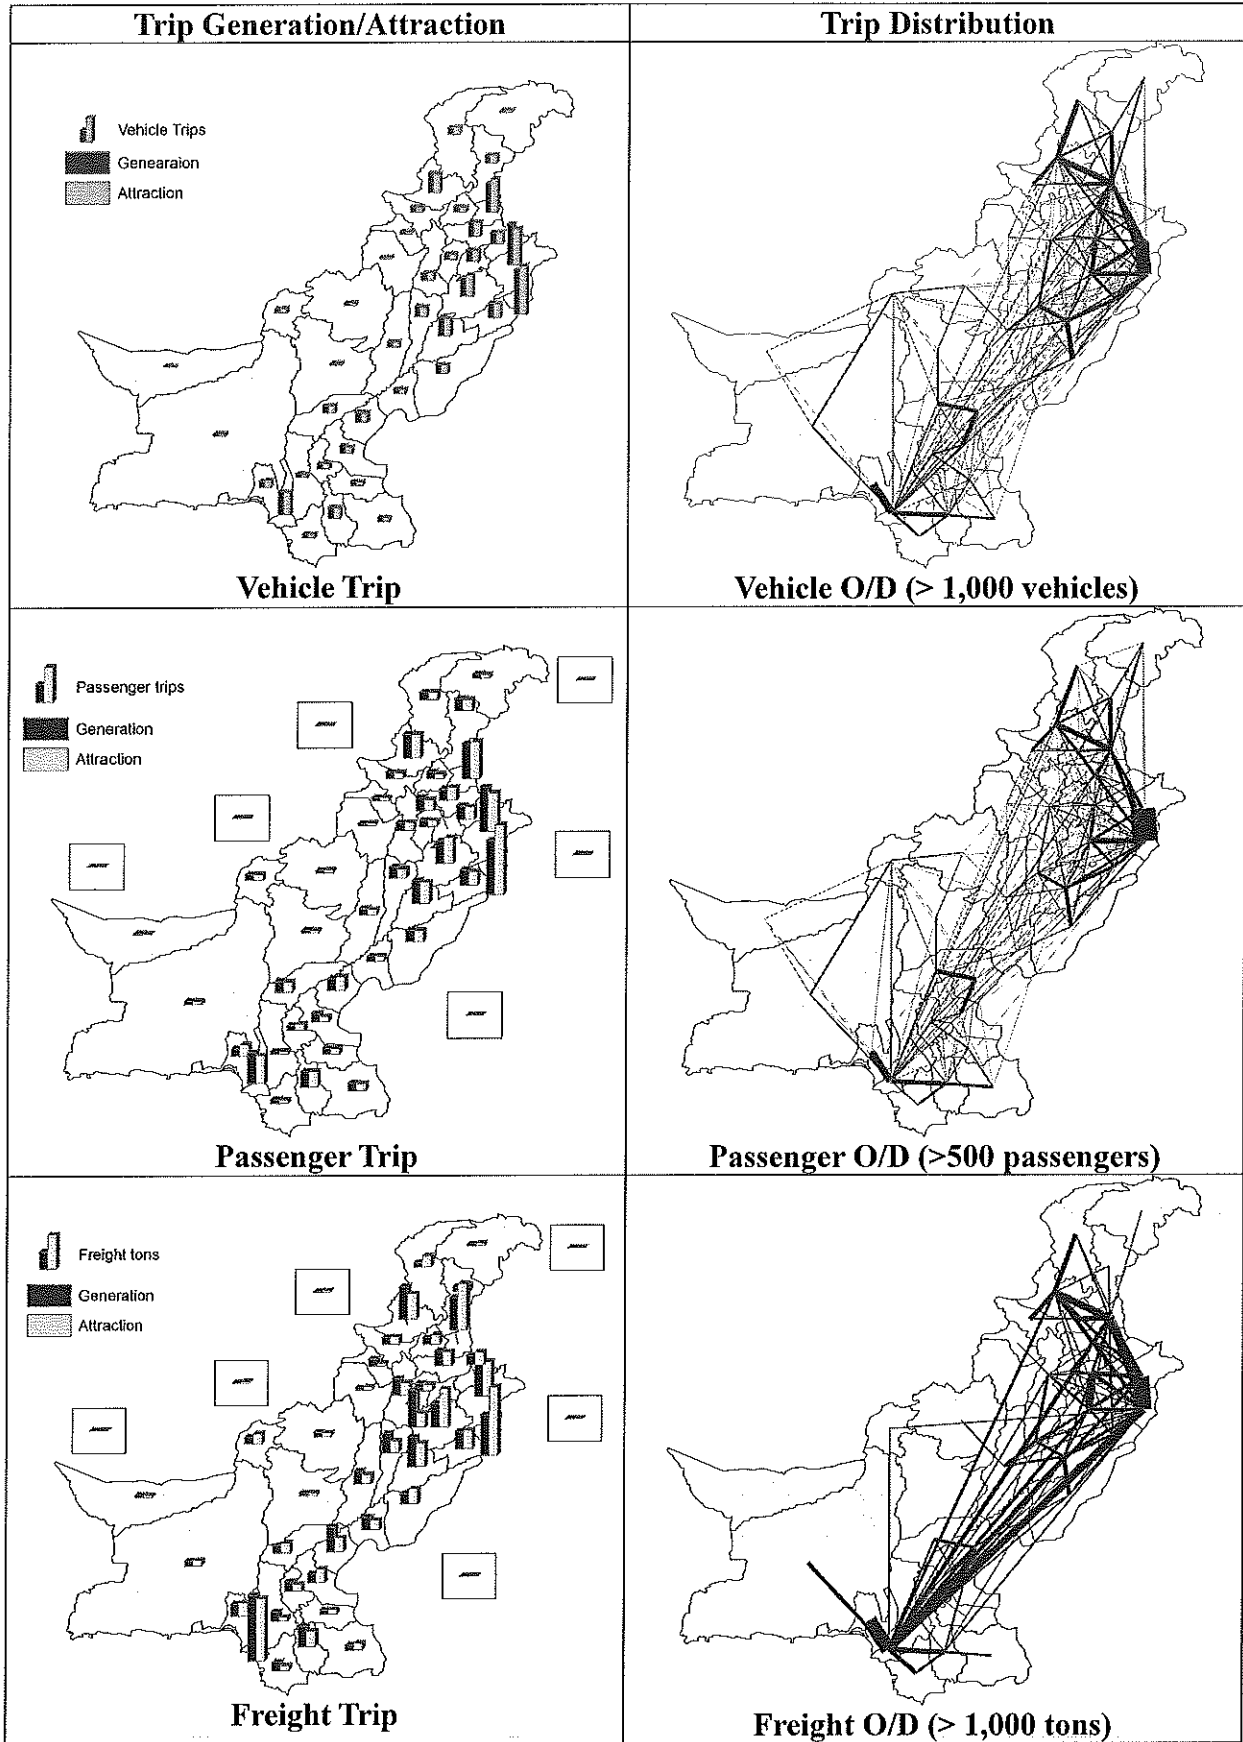 Trip Generation/Attraction
Trip Distribution
Vehicle Trips
Genearaion
Attraction
Vehicle Trip
Vehicle O/D (> 1,000 vehicles)
Passenger trips
Generation
Attraction
Passenger Trip
Passenger O/D (>500 passengers)
Freight tons
Generation
Attraction
Freight Trip
Freight O/D (> 1,000 tons)